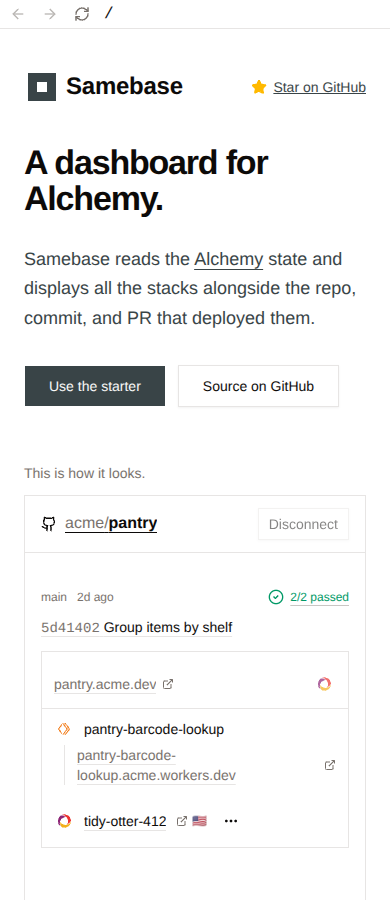 /
Samebase
Star on GitHub
A dashboard for
Alchemy.
Samebase reads the Alchemy state and
displays all the stacks alongside the repo,
commit, and PR that deployed them.
Use the starter
Source on GitHub
This is how it looks.
acme/pantry
Disconnect
main 2d ago
2/2 passed
5d41402 Group items by shelf
pantry.acme.dev
pantry-barcode-lookup
pantry-barcode-
lookup.acme.workers.dev
tidy-otter-412